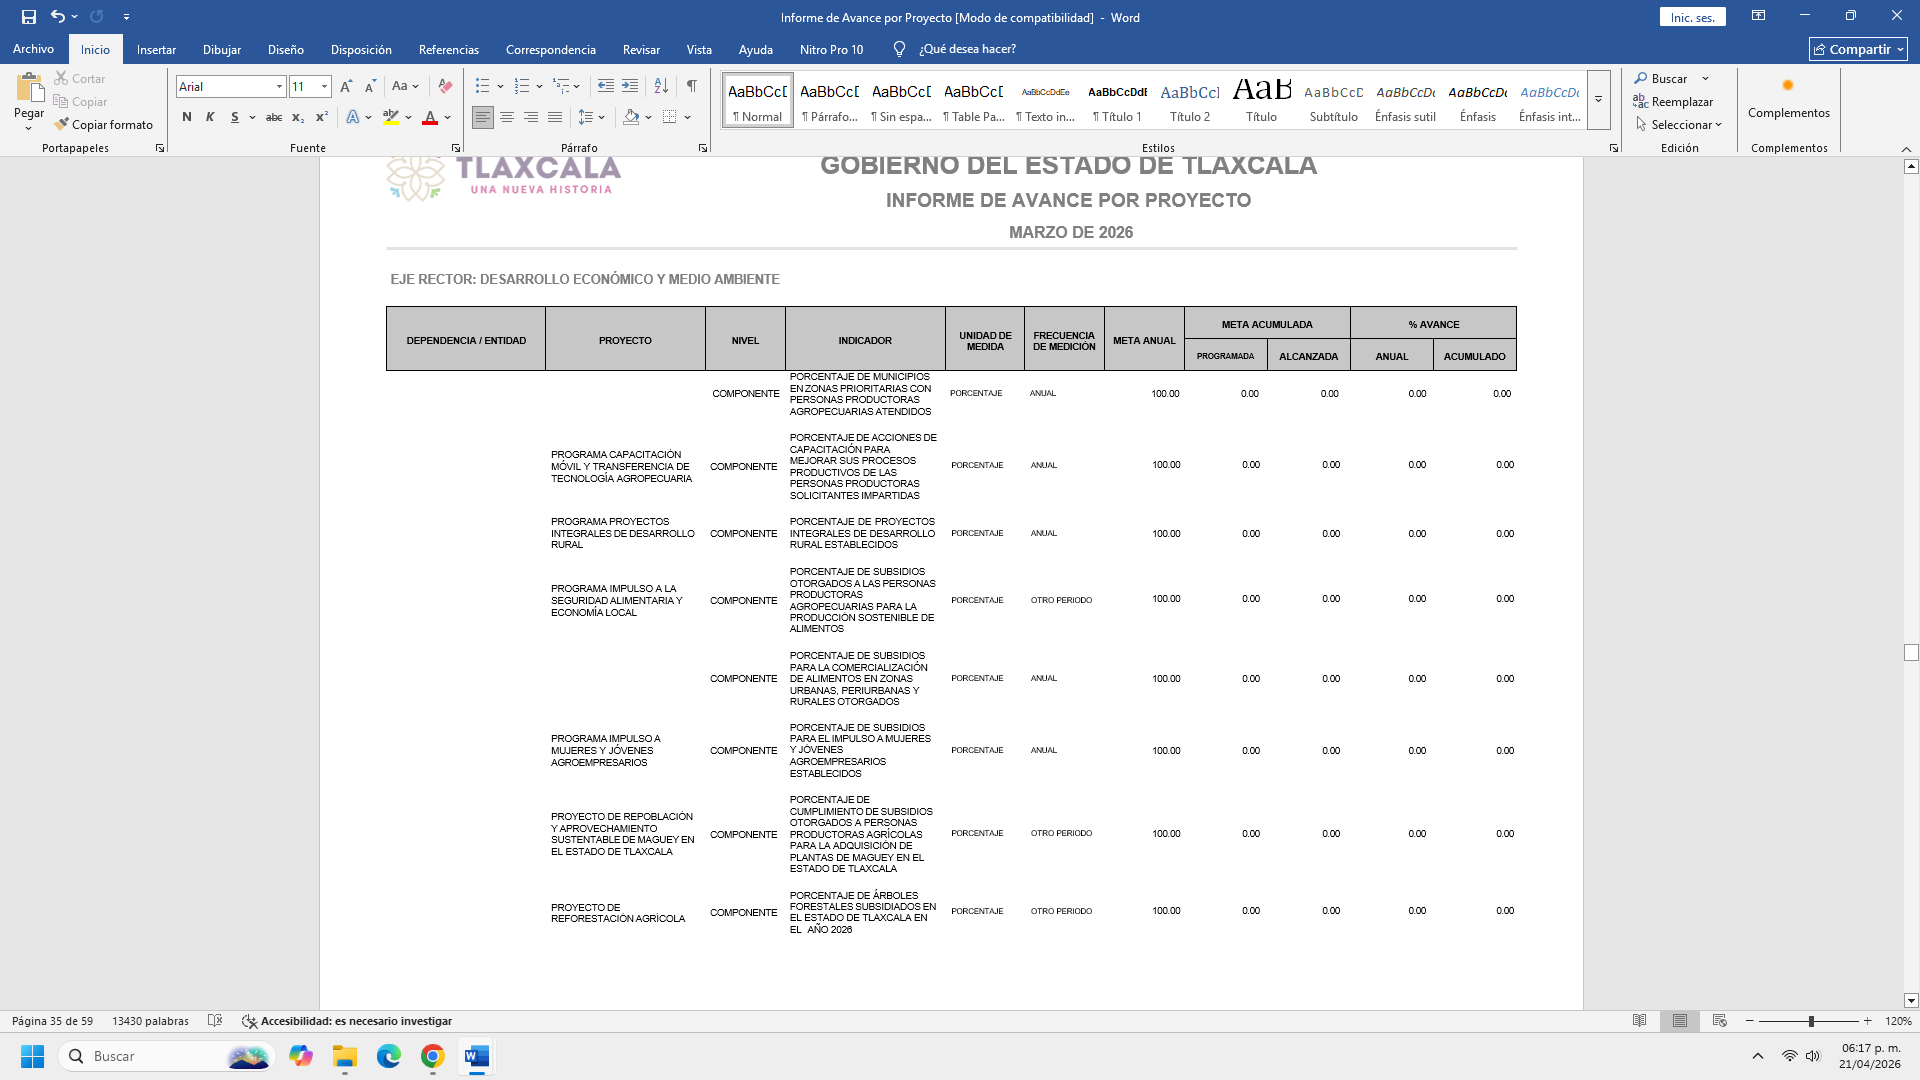 Informe de Avance por Proyecto [Modo de compatibilidad] - Word
Inic. ses.
Archivo Inicio Insertar Dibujar Diseño Disposición Referencias Correspondencia Revisar Vista Ayuda Nitro Pro 10 ¿Qué desea hacer? Compartir
Pegar
Cortar
Copiar
Copiar formato
Portapapeles
Arial 11
Fuente
Párrafo
AaBbCcD AaBbCcD AaBbCcD AaBbCcD AaBbCcDdEe AaBbCcDdE AaBbCcI AaB AaBbCcD AaBbCcDc AaBbCcDc AaBbCcDc
¶ Normal ¶ Párrafo... ¶ Sin espa... ¶ Table Pa... ¶ Texto in... ¶ Título 1 Título 2 Título Subtítulo Énfasis sutil Énfasis Énfasis int...
Estilos
Buscar
Reemplazar
Seleccionar
Edición
Complementos
Complementos
TLAXCALA
UNA NUEVA HISTORIA
GOBIERNO DEL ESTADO DE TLAXCALA
INFORME DE AVANCE POR PROYECTO
MARZO DE 2026
EJE RECTOR: DESARROLLO ECONÓMICO Y MEDIO AMBIENTE
DEPENDENCIA / ENTIDAD
PROYECTO
NIVEL
INDICADOR
UNIDAD DE
MEDIDA
FRECUENCIA
DE MEDICIÓN
META ANUAL
META ACUMULADA
PROGRAMADA ALCANZADA
% AVANCE
ANUAL ACUMULADO
COMPONENTE
PORCENTAJE DE MUNICIPIOS
EN ZONAS PRIORITARIAS CON
PERSONAS PRODUCTORAS
AGROPECUARIAS ATENDIDOS
PORCENTAJE ANUAL 100.00 0.00 0.00 0.00 0.00
PROGRAMA CAPACITACIÓN
MÓVIL Y TRANSFERENCIA DE
TECNOLOGÍA AGROPECUARIA
COMPONENTE
PORCENTAJE DE ACCIONES DE
CAPACITACIÓN PARA
MEJORAR SUS PROCESOS
PRODUCTIVOS DE LAS
PERSONAS PRODUCTORAS
SOLICITANTES IMPARTIDAS
PORCENTAJE ANUAL 100.00 0.00 0.00 0.00 0.00
PROGRAMA PROYECTOS
INTEGRALES DE DESARROLLO
RURAL
COMPONENTE
PORCENTAJE DE PROYECTOS
INTEGRALES DE DESARROLLO
RURAL ESTABLECIDOS
PORCENTAJE ANUAL 100.00 0.00 0.00 0.00 0.00
PROGRAMA IMPULSO A LA
SEGURIDAD ALIMENTARIA Y
ECONOMÍA LOCAL
COMPONENTE
PORCENTAJE DE SUBSIDIOS
OTORGADOS A LAS PERSONAS
PRODUCTORAS
AGROPECUARIAS PARA LA
PRODUCCIÓN SOSTENIBLE DE
ALIMENTOS
PORCENTAJE OTRO PERIODO 100.00 0.00 0.00 0.00 0.00
COMPONENTE
PORCENTAJE DE SUBSIDIOS
PARA LA COMERCIALIZACIÓN
DE ALIMENTOS EN ZONAS
URBANAS, PERIURBANAS Y
RURALES OTORGADOS
PORCENTAJE ANUAL 100.00 0.00 0.00 0.00 0.00
PROGRAMA IMPULSO A
MUJERES Y JÓVENES
AGROEMPRESARIOS
COMPONENTE
PORCENTAJE DE SUBSIDIOS
PARA EL IMPULSO A MUJERES
Y JÓVENES
AGROEMPRESARIOS
ESTABLECIDOS
PORCENTAJE ANUAL 100.00 0.00 0.00 0.00 0.00
PROYECTO DE REPOBLACIÓN
Y APROVECHAMIENTO
SUSTENTABLE DE MAGUEY EN
EL ESTADO DE TLAXCALA
COMPONENTE
PORCENTAJE DE
CUMPLIMIENTO DE SUBSIDIOS
OTORGADOS A PERSONAS
PRODUCTORAS AGRÍCOLAS
PARA LA ADQUISICIÓN DE
PLANTAS DE MAGUEY EN EL
ESTADO DE TLAXCALA
PORCENTAJE OTRO PERIODO 100.00 0.00 0.00 0.00 0.00
PROYECTO DE
REFORESTACIÓN AGRÍCOLA
COMPONENTE
PORCENTAJE DE ÁRBOLES
FORESTALES SUBSIDIADOS EN
EL ESTADO DE TLAXCALA EN
EL AÑO 2026
PORCENTAJE OTRO PERIODO 100.00 0.00 0.00 0.00 0.00
Página 35 de 59 13430 palabras Accesibilidad: es necesario investigar 120%
Buscar
06:17 p. m.
21/04/2026